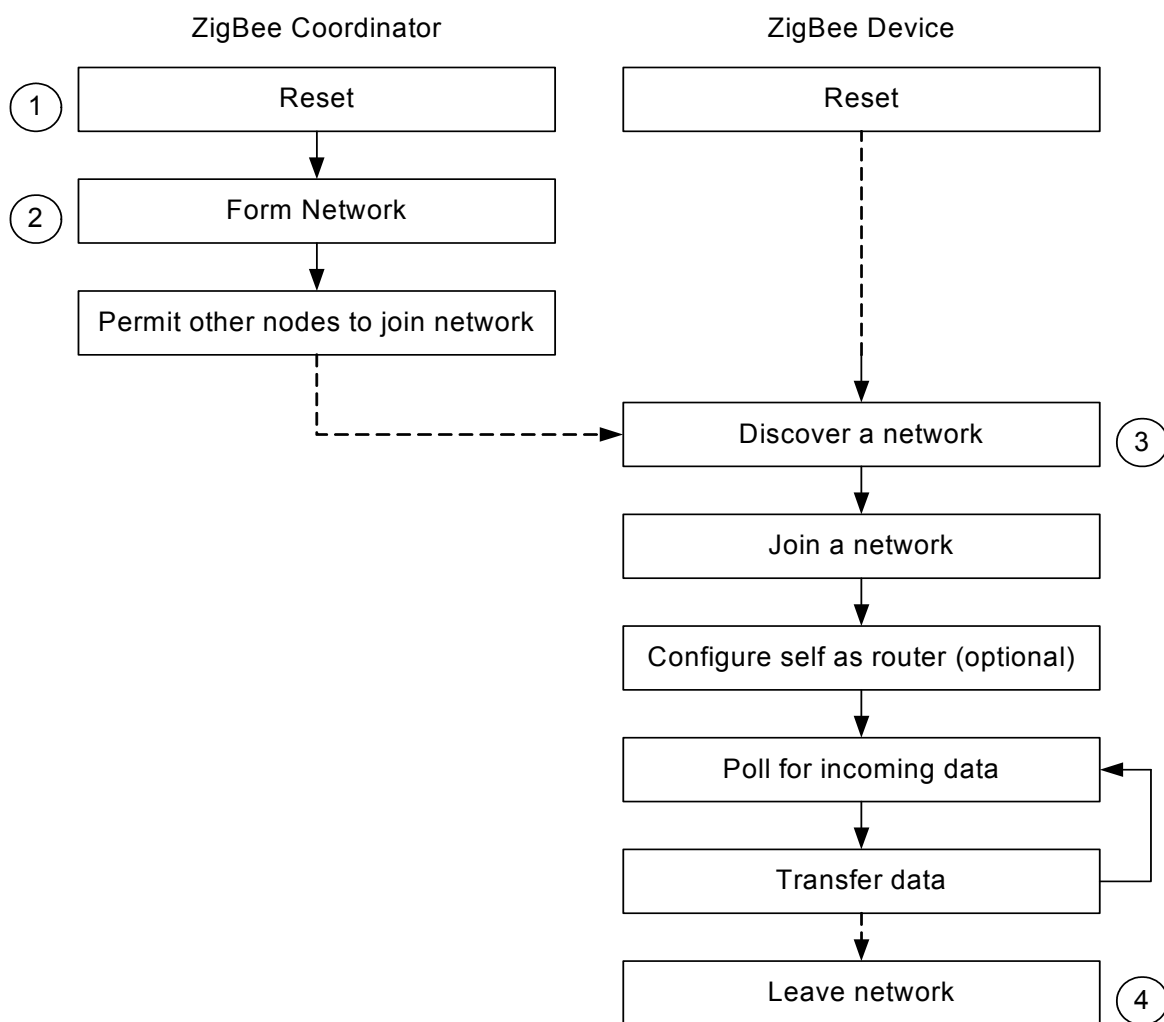 ZigBee Coordinator
ZigBee Device
1
Reset
Reset
2
Form Network
Permit other nodes to join network
Discover a network
3
Join a network
Configure self as router (optional)
Poll for incoming data
Transfer data
Leave network
4